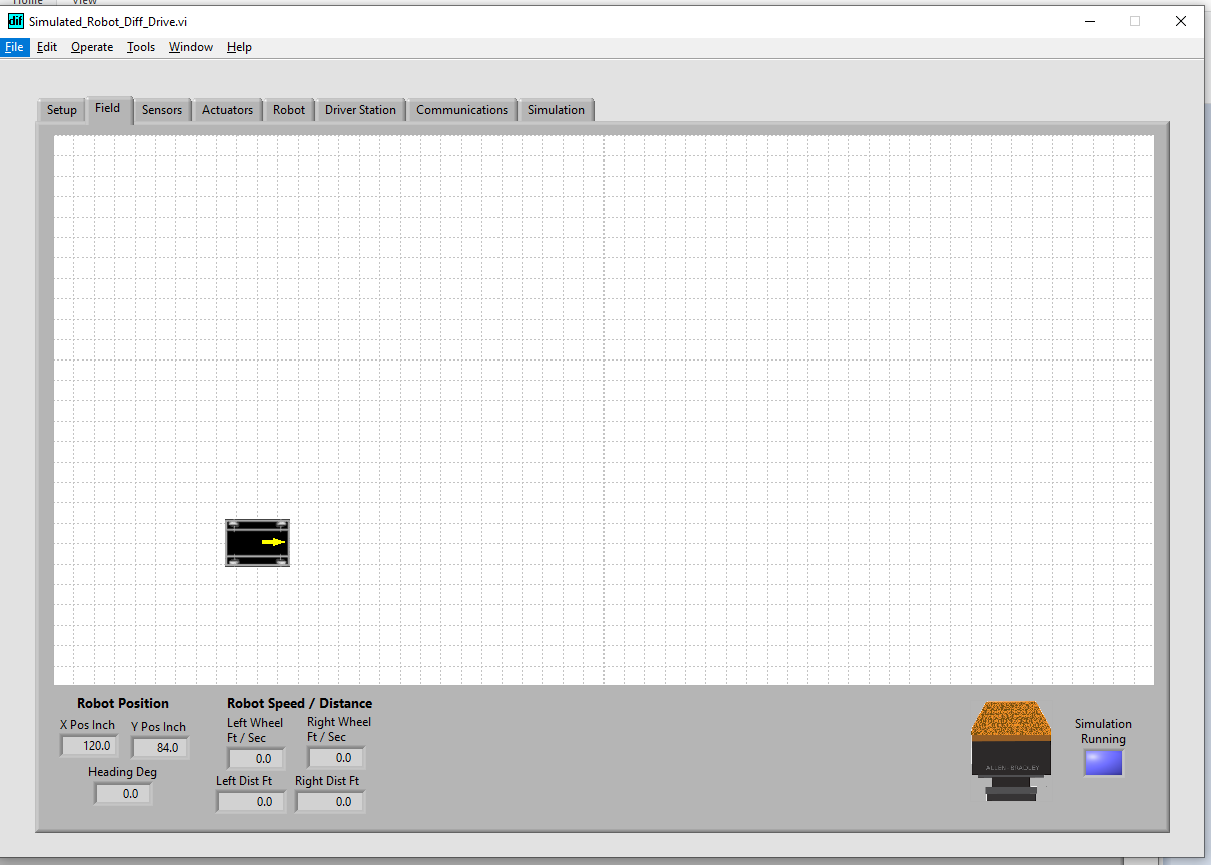 Home View
dif Simulated_Robot_Diff_Drive.vi
File Edit Operate Tools Window Help
Setup Field Sensors Actuators Robot Driver Station Communications Simulation
Robot Position
X Pos Inch Y Pos Inch
120.0 84.0
Heading Deg
0.0
Robot Speed / Distance
Left Wheel
Ft / Sec
Right Wheel
Ft / Sec
0.0 0.0
Left Dist Ft Right Dist Ft
0.0 0.0
ALLEN BRADLEY
Simulation
Running